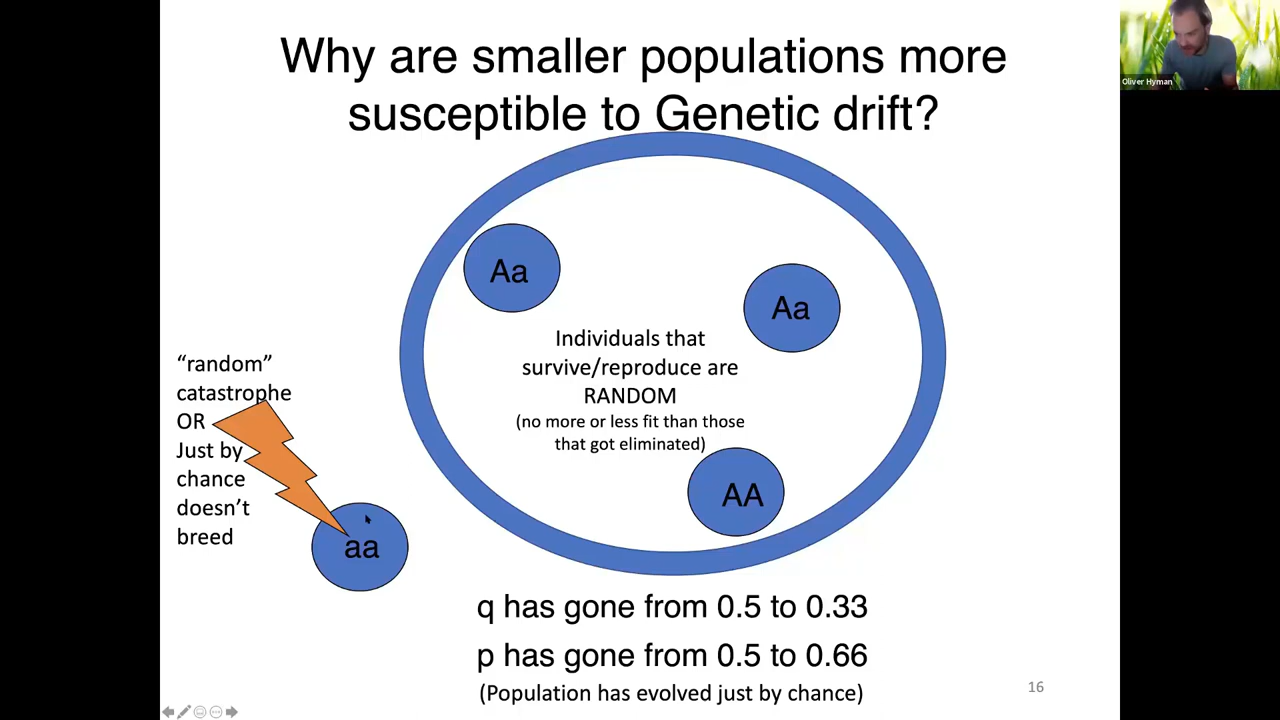 Why are smaller populations more
susceptible to Genetic drift?
Oliver Hyman
Aa
Aa
Individuals that
survive/reproduce are
RANDOM
(no more or less fit than those
that got eliminated)
AA
“random”
catastrophe
OR
Just by
chance
doesn’t
breed
aa
q has gone from 0.5 to 0.33
p has gone from 0.5 to 0.66
(Population has evolved just by chance)
16